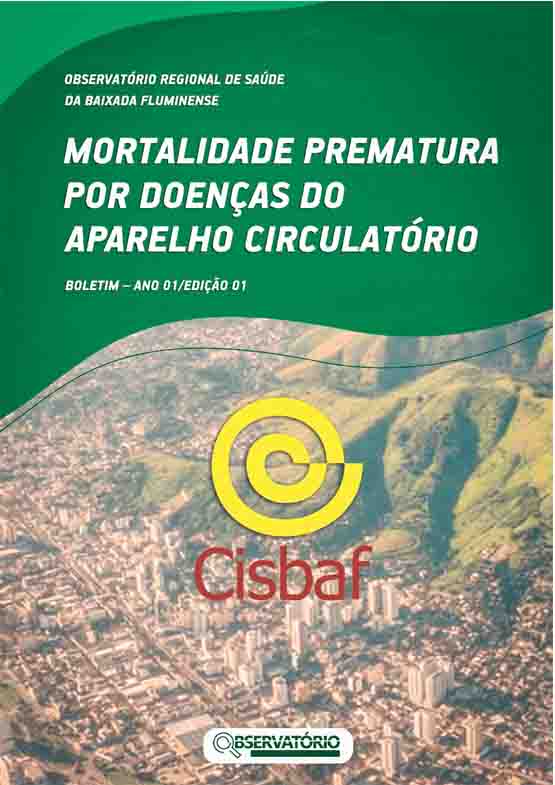 OBSERVATÓRIO REGIONAL DE SAÚDE
DA BAIXADA FLUMINENSE
MORTALIDADE PREMATURA
POR DOENÇAS DO
APARELHO CIRCULATÓRIO
BOLETIM – ANO 01/EDIÇÃO 01
Cisbaf
OBSERVATÓRIO